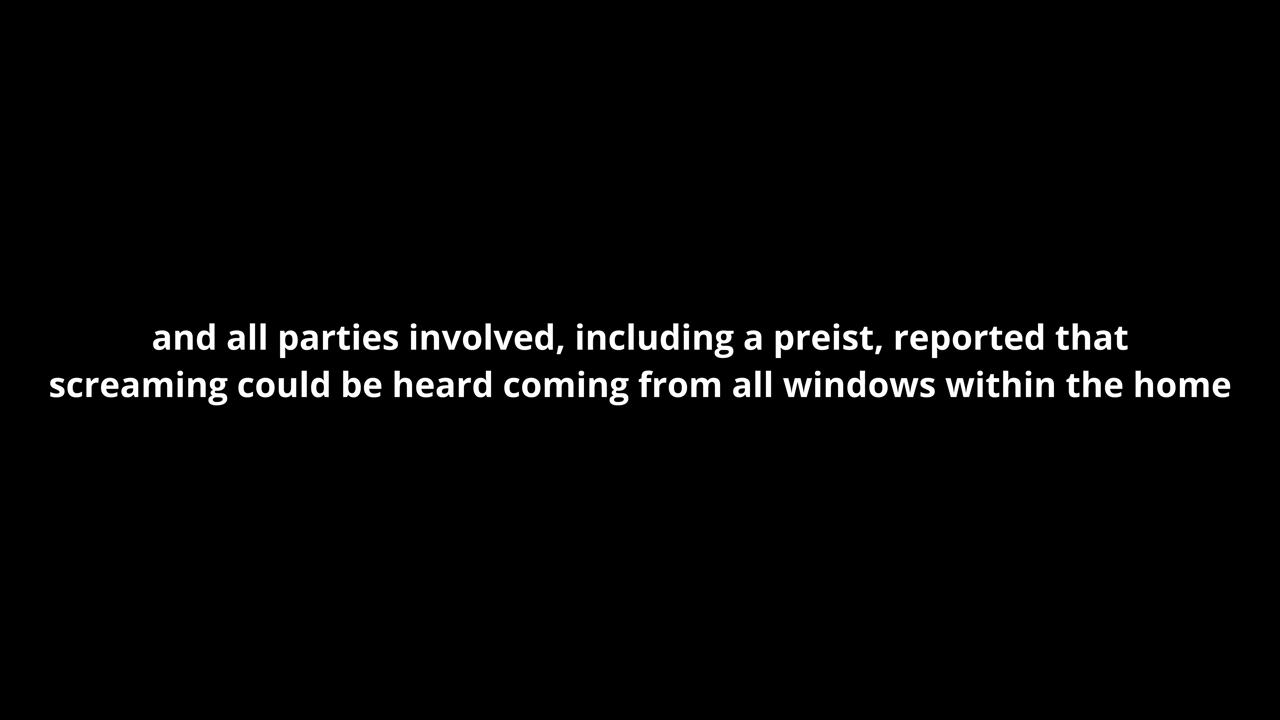 and all parties involved, including a preist, reported that
screaming could be heard coming from all windows within the home